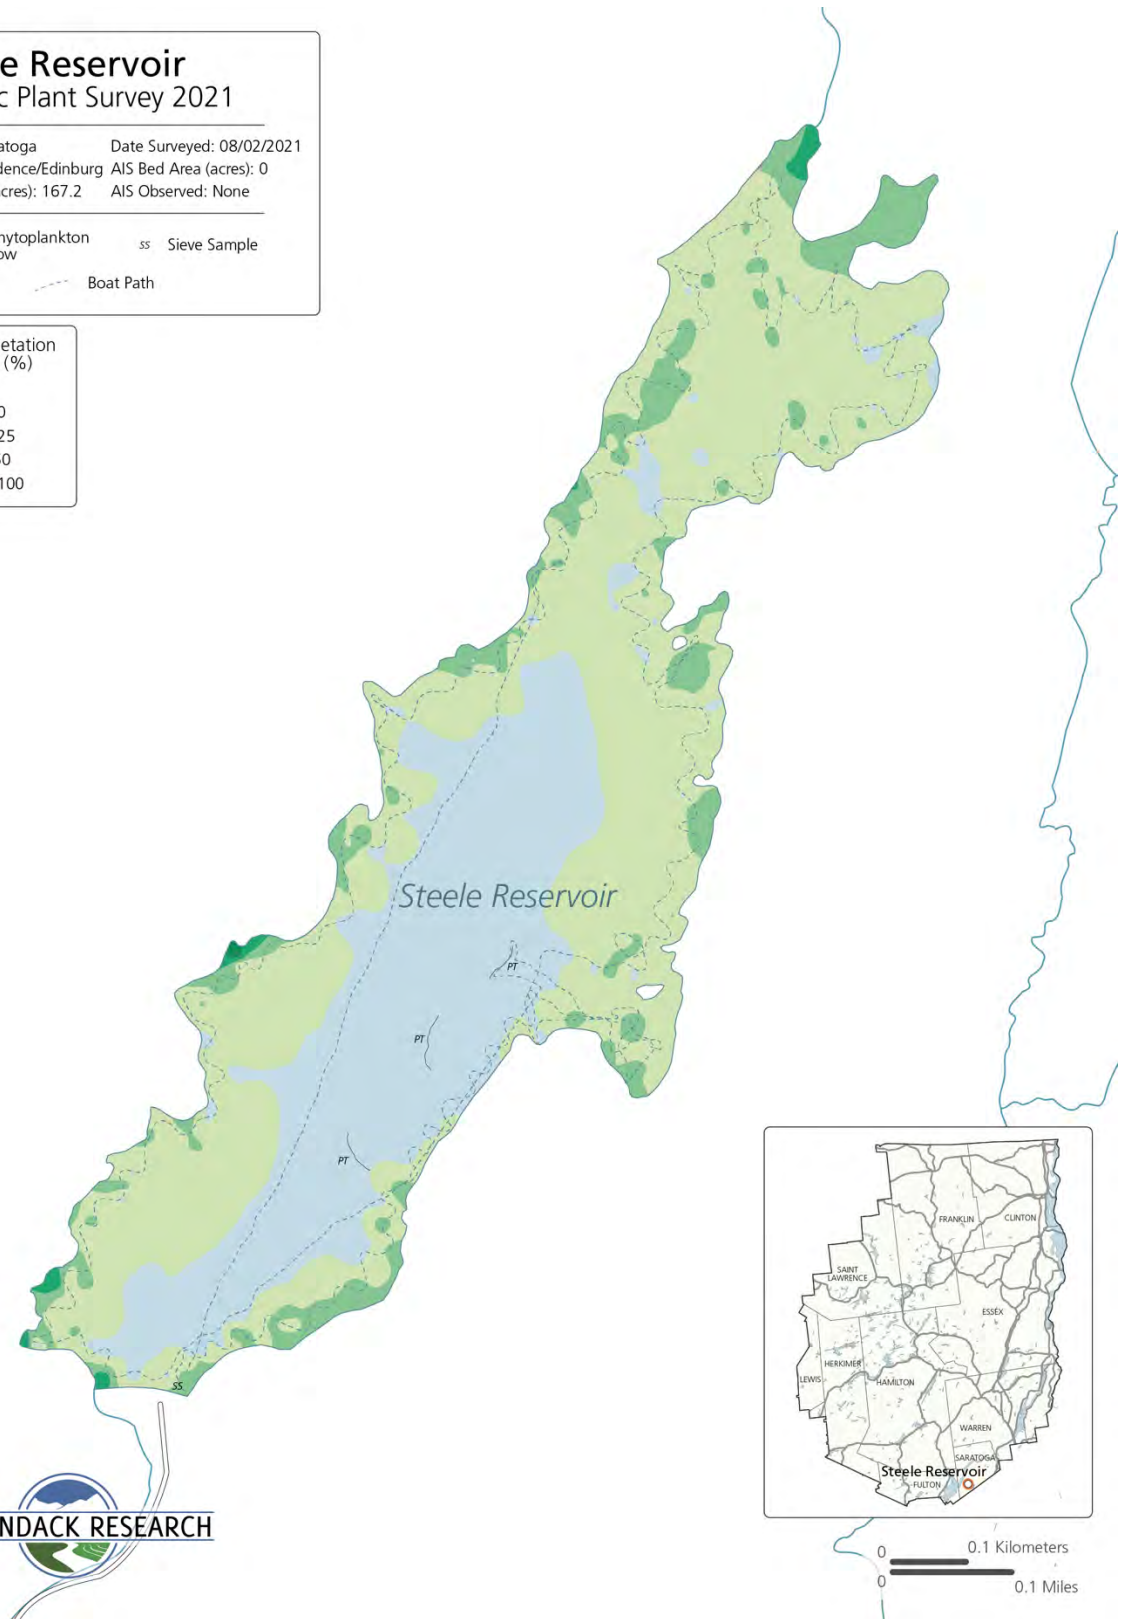 e Reservoir
c Plant Survey 2021
atoga Date Surveyed: 08/02/2021
dence/Edinburg AIS Bed Area (acres): 0
cres): 167.2 AIS Observed: None
hytoplankton
ow
ss Sieve Sample
Boat Path
etation
(%)
0
25
50
100
Steele Reservoir
PT
PT
PT
SS
FRANKLIN
CLINTON
SAINT
LAWRENCE
ESSEX
HERKIMER
LEWIS
HAMILTON
WARREN
SARATOGA
Steele Reservoir
FULTON
NDACK RESEARCH
0 0.1 Kilometers
0 0.1 Miles